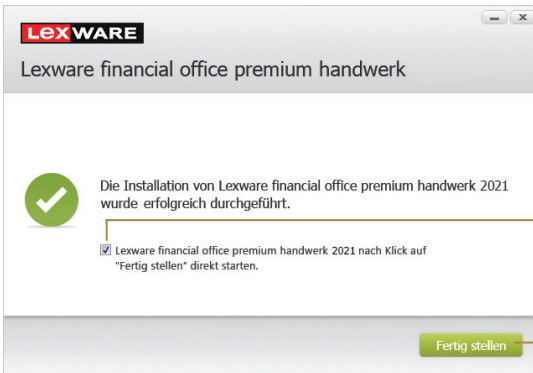 LEXWARE
Lexware financial office premium handwerk
Die Installation von Lexware financial office premium handwerk 2021
wurde erfolgreich durchgeführt.
Lexware financial office premium handwerk 2021 nach Klick auf
"Fertig stellen" direkt starten.
Fertig stellen